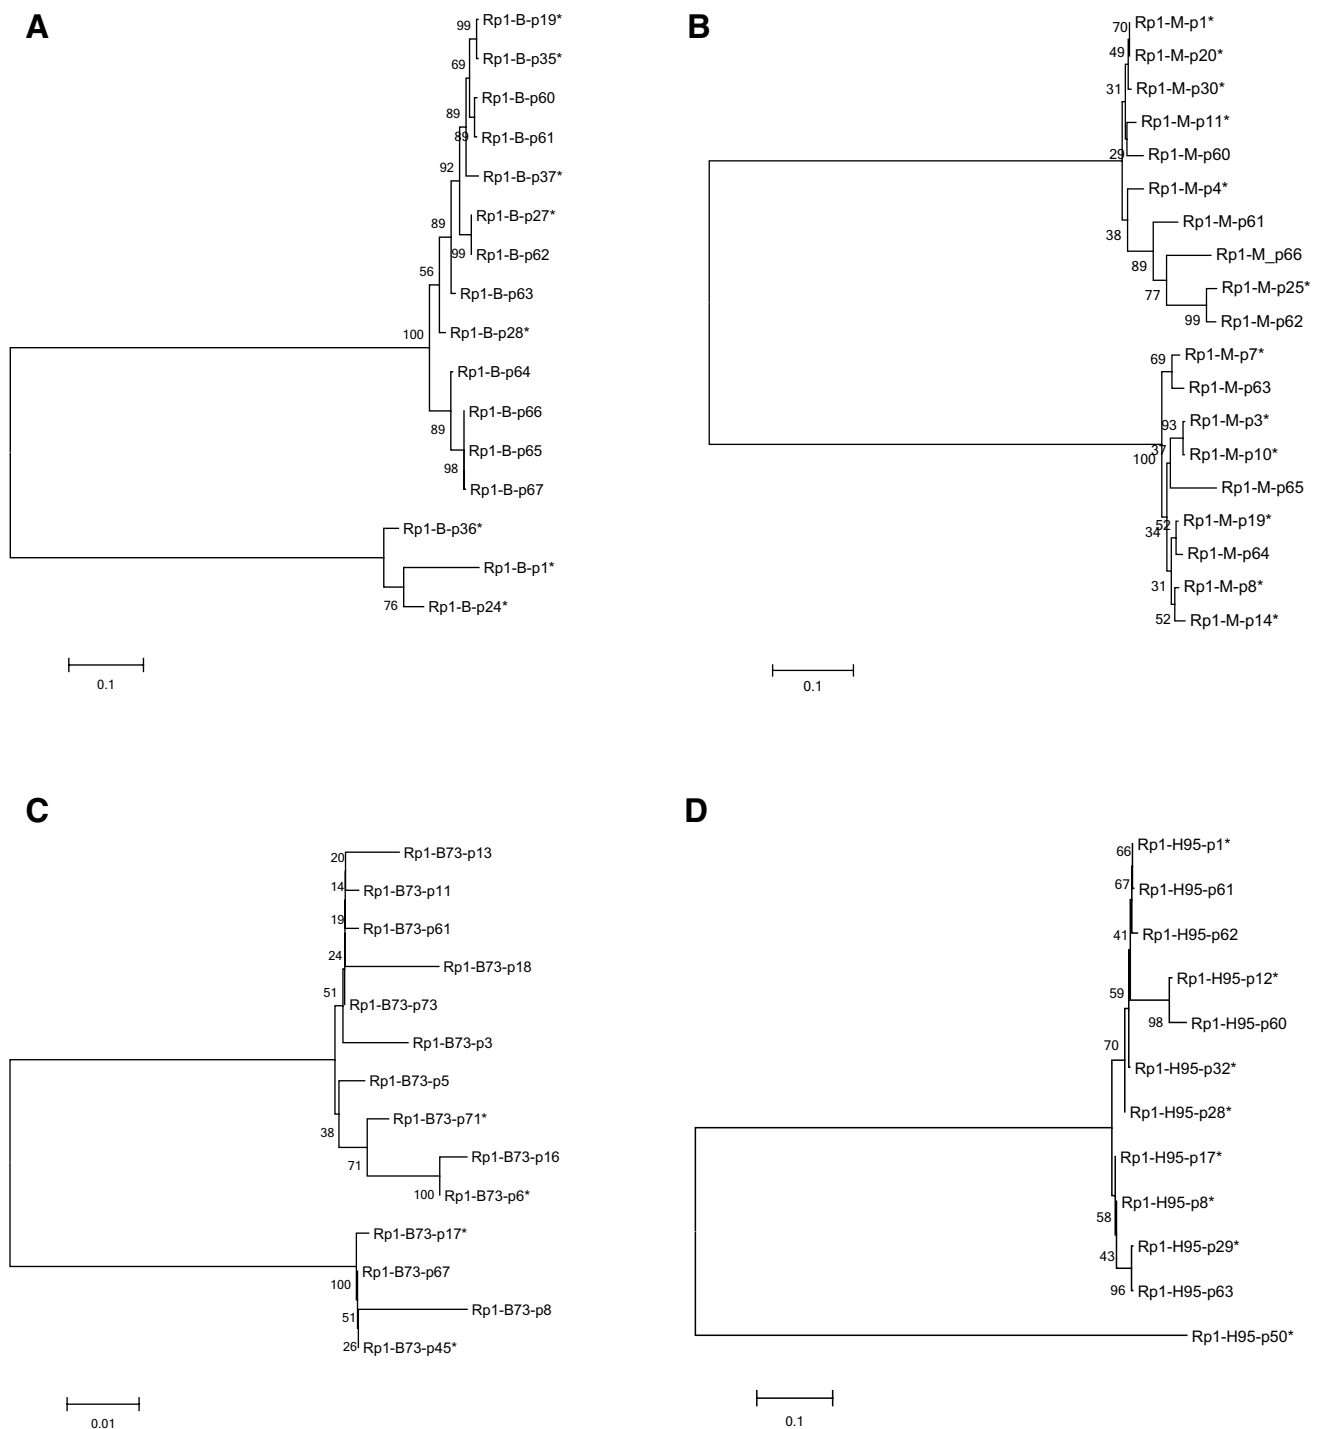 A
99
Rp1-B-p19*
Rp1-B-p35*
69
Rp1-B-p60
89
89
Rp1-B-p61
92
Rp1-B-p37*
Rp1-B-p27*
89
99
Rp1-B-p62
56
Rp1-B-p63
100
Rp1-B-p28*
Rp1-B-p64
Rp1-B-p66
89
Rp1-B-p65
98
Rp1-B-p67
Rp1-B-p36*
Rp1-B-p1*
76
Rp1-B-p24*
0.1
B
70
Rp1-M-p1*
49
Rp1-M-p20*
31
Rp1-M-p30*
Rp1-M-p11*
29
Rp1-M-p60
Rp1-M-p4*
38
Rp1-M-p61
89
Rp1-M_p66
77
Rp1-M-p25*
99
Rp1-M-p62
69
Rp1-M-p7*
Rp1-M-p63
93
Rp1-M-p3*
37
100
Rp1-M-p10*
Rp1-M-p65
52
34
Rp1-M-p19*
Rp1-M-p64
31
Rp1-M-p8*
52
Rp1-M-p14*
0.1
C
20
Rp1-B73-p13
14
Rp1-B73-p11
19
Rp1-B73-p61
24
Rp1-B73-p18
51
Rp1-B73-p73
Rp1-B73-p3
Rp1-B73-p5
38
Rp1-B73-p71*
71
Rp1-B73-p16
100
Rp1-B73-p6*
Rp1-B73-p17*
100
Rp1-B73-p67
51
Rp1-B73-p8
26
Rp1-B73-p45*
0.01
D
66
Rp1-H95-p1*
67
Rp1-H95-p61
41
Rp1-H95-p62
59
Rp1-H95-p12*
98
Rp1-H95-p60
70
Rp1-H95-p32*
Rp1-H95-p28*
Rp1-H95-p17*
58
Rp1-H95-p8*
43
Rp1-H95-p29*
96
Rp1-H95-p63
Rp1-H95-p50*
0.1